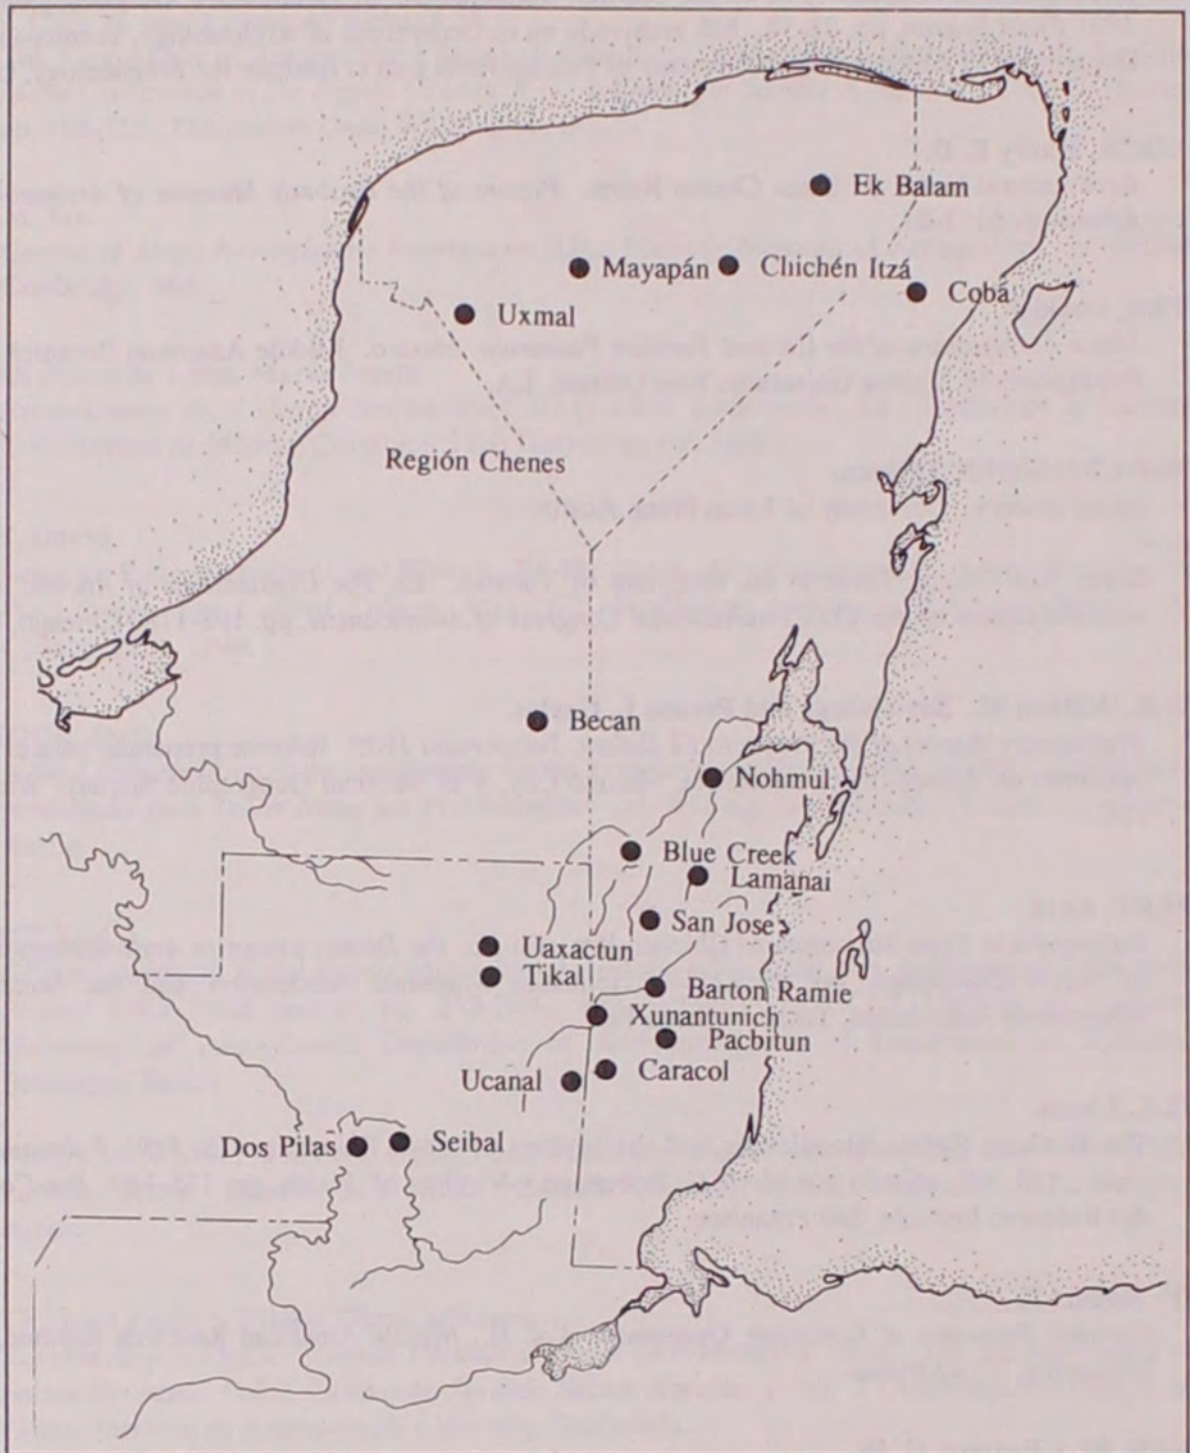 Ek Balam
Mayapán
Chichén Itzá
Cobá
Uxmal
Región Chenes
Becan
Nohmul
Blue Creek
Lamanai
San Jose
Uaxactun
Tikal
Barton Ramie
Xunantunich
Pacbitun
Caracol
Ucanal
Dos Pilas
Seibal